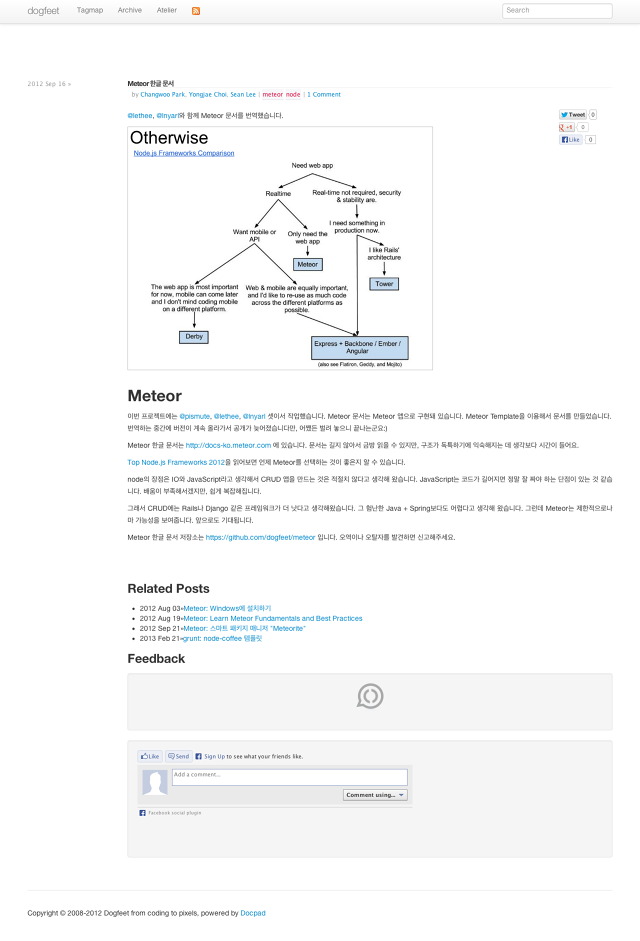 dogfeet Tagmap Archive Atelier Search
2012 Sep 16 »
Meteor 한글 문서
by Changwoo Park, Yongjae Choi, Sean Lee | meteor node | 1 Comment
@lethee, @lnyarl와 함께 Meteor 문서를 번역했습니다.
Tweet 0
+1 0
Like 0
Otherwise
Node.js Frameworks Comparison
Need web app
Realtime
Real-time not required, security
& stability are.
Want mobile or
API
Only need the
web app
I need something in
production now.
Meteor
I like Rails'
architecture
Tower
The web app is most important
for now, mobile can come later
and I don't mind coding mobile
on a different platform.
Web & mobile are equally important,
and I'd like to re-use as much code
across the different platforms as
possible.
Derby
Express + Backbone / Ember /
Angular
(also see Flatiron, Geddy, and Mojito)
Meteor
이번 프로젝트에는 @pismute, @lethee, @lnyarl 셋이서 작업했습니다. Meteor 문서는 Meteor 앱으로 구현돼 있습니다. Meteor Template을 이용해서 문서를 만들었습니다.
번역하는 중간에 버전이 계속 올라가서 공개가 늦어졌습니다만, 어쨌든 벌려 놓으니 끝나는군요:)
Meteor 한글 문서는 http://docs-ko.meteor.com 에 있습니다. 문서는 길지 않아서 금방 읽을 수 있지만, 구조가 독특하기에 익숙해지는 데 생각보다 시간이 들어요.
Top Node.js Frameworks 2012을 읽어보면 언제 Meteor를 선택하는 것이 좋은지 알 수 있습니다.
node의 장점은 IO와 JavaScript라고 생각해서 CRUD 앱을 만드는 것은 적절치 않다고 생각해 왔습니다. JavaScript는 코드가 길어지면 정말 잘 짜야 하는 단점이 있는 것 같습
니다. 배움이 부족해서겠지만, 쉽게 복잡해집니다.
그래서 CRUD에는 Rails나 Django 같은 프레임워크가 더 낫다고 생각해왔습니다. 그 험난한 Java + Spring보다도 어렵다고 생각해 왔습니다. 그런데 Meteor는 제한적으로나
마 가능성을 보여줍니다. 앞으로도 기대됩니다.
Meteor 한글 문서 저장소는 https://github.com/dogfeet/meteor 입니다. 오역이나 오탈자를 발견하면 신고해주세요.
Related Posts
2012 Aug 03»Meteor: Windows에 설치하기
2012 Aug 19»Meteor: Learn Meteor Fundamentals and Best Practices
2012 Sep 21»Meteor: 스마트 패키지 매니저 "Meteorite"
2013 Feb 21»grunt: node-coffee 템플릿
Feedback
Like Send Sign Up to see what your friends like.
Add a comment...
Comment using...
Facebook social plugin
Copyright © 2008-2012 Dogfeet from coding to pixels, powered by Docpad